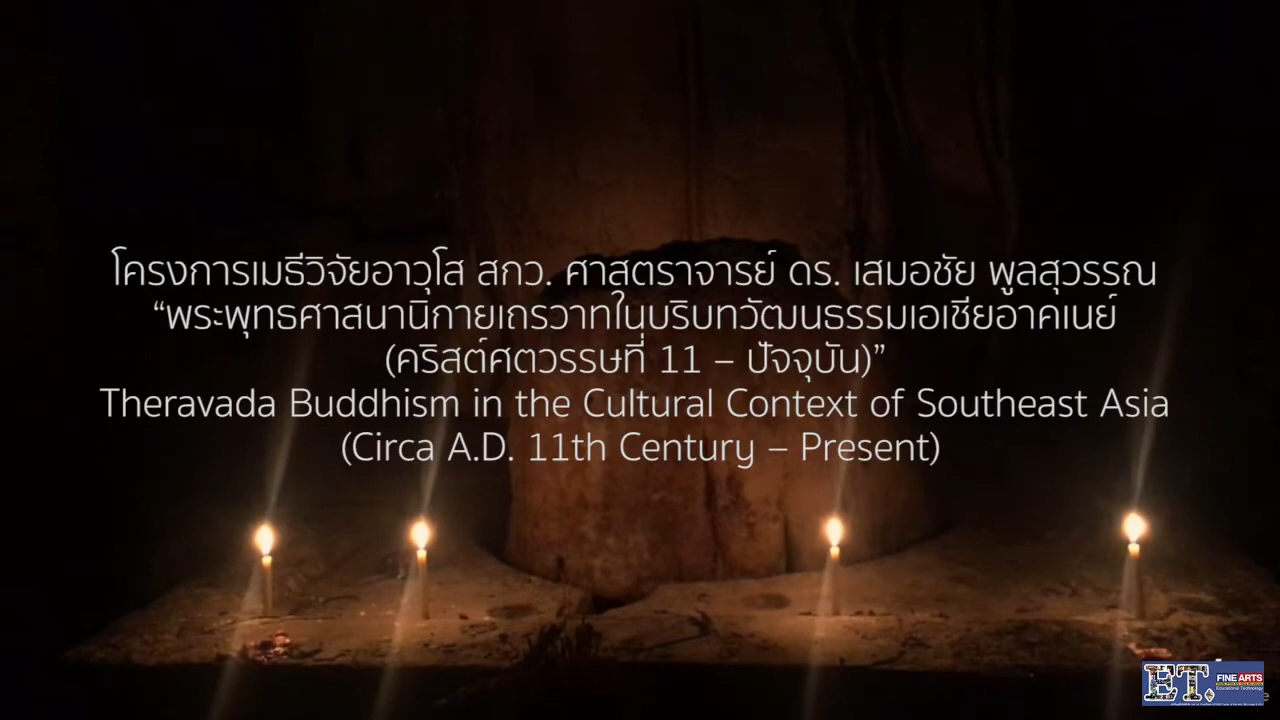 โครงการเมธีวิจัยอาวุโส สกว. ศาสตราจารย์ ดร. เสมอชัย พูลสุวรรณ
“พระพุทธศาสนานิกายเถรวาทในบริบทวัฒนธรรมเอเชียอาคเนย์
(คริสต์ศตวรรษที่ 11 – ปัจจุบัน)”
Theravada Buddhism in the Cultural Context of Southeast Asia
(Circa A.D. 11th Century – Present)
ET. FINE ARTS
Educational Technology